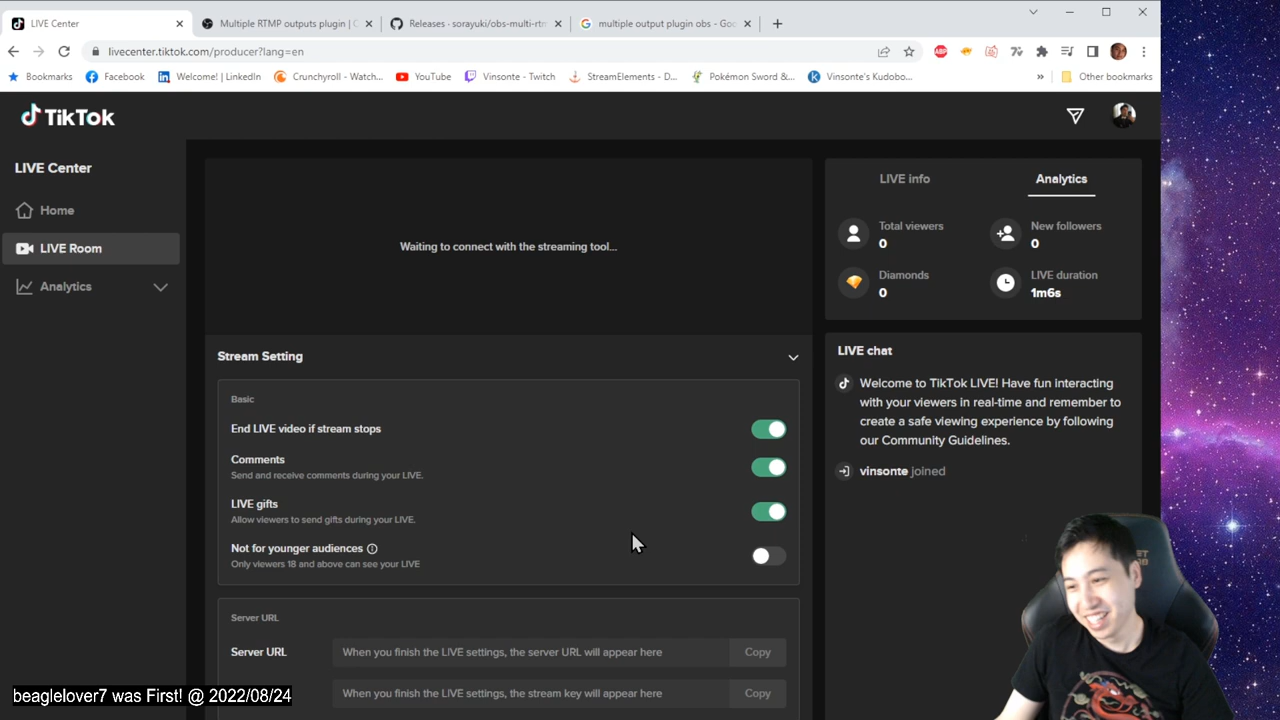 LIVE Center
Multiple RTMP outputs plugin | O
Releases · sorayuki/obs-multi-rtm
multiple output plugin obs - Goo
livecenter.tiktok.com/producer?lang=en
Bookmarks
Facebook
Welcome! | LinkedIn
Crunchyroll - Watch...
YouTube
Vinsonte - Twitch
StreamElements - D...
Pokémon Sword &...
Vinsonte's Kudobo...
Other bookmarks
TikTok
LIVE Center
Home
LIVE Room
Analytics
Waiting to connect with the streaming tool...
LIVE info
Analytics
Total viewers
0
New followers
0
Diamonds
0
LIVE duration
1m6s
Stream Setting
Basic
End LIVE video if stream stops
Comments
Send and receive comments during your LIVE.
LIVE gifts
Allow viewers to send gifts during your LIVE.
Not for younger audiences
Only viewers 18 and above can see your LIVE
Server URL
Server URL
When you finish the LIVE settings, the server URL will appear here
Copy
When you finish the LIVE settings, the stream key will appear here
Copy
LIVE chat
Welcome to TikTok LIVE! Have fun interacting
with your viewers in real-time and remember to
create a safe viewing experience by following
our Community Guidelines.
vinsonte joined
beaglelover7 was First! @ 2022/08/24